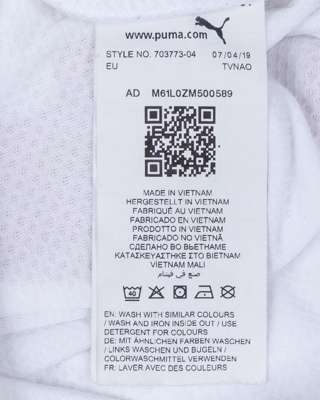 www.puma.com
STYLE NO. 703773-04 07/04/19
EU TVNAO
AD M61L0ZM500589
MADE IN VIETNAM
HERGESTELLT IN VIETNAM
FABRIQUÉ AU VIETNAM
FABRICADO EN VIETNAM
PRODOTTO IN VIETNAM
FABRICADO NO VIETNÃ
СДЕЛАНО ВО ВЬЕТНАМЕ
ΚΑΤΑΣΚΕΥΑΣΤΗΚΕ ΣΤΟ ΒΙΕΤΝΑΜ
VIETNAM MALI
صنع في فيتنام
40
EN: WASH WITH SIMILAR COLOURS
/ WASH AND IRON INSIDE OUT / USE
DETERGENT FOR COLOURS
DE: MIT ÄHNLICHEN FARBEN WASCHEN
/ LINKS WASCHEN UND BÜGELN /
COLORWASCHMITTEL VERWENDEN
FR: LAVER AVEC DES COULEURS